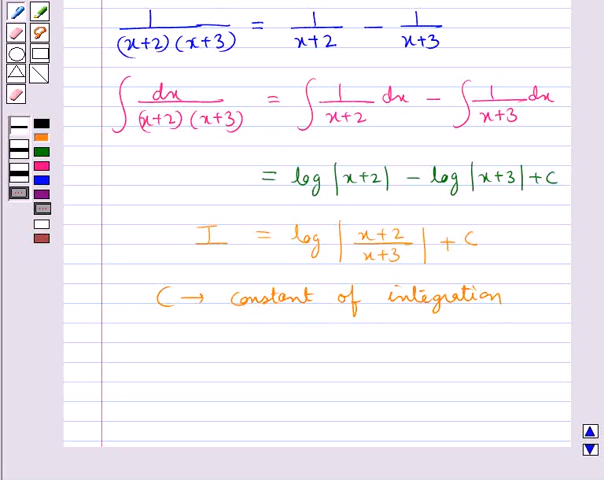 1/(x+2)(x+3) = 1/x+2 − 1/x+3
∫ dx/(x+2)(x+3) = ∫ 1/x+2 dx − ∫ 1/x+3 dx
= log |x+2| − log |x+3| + C
I = log | x+2/x+3 | + C
C → constant of integration